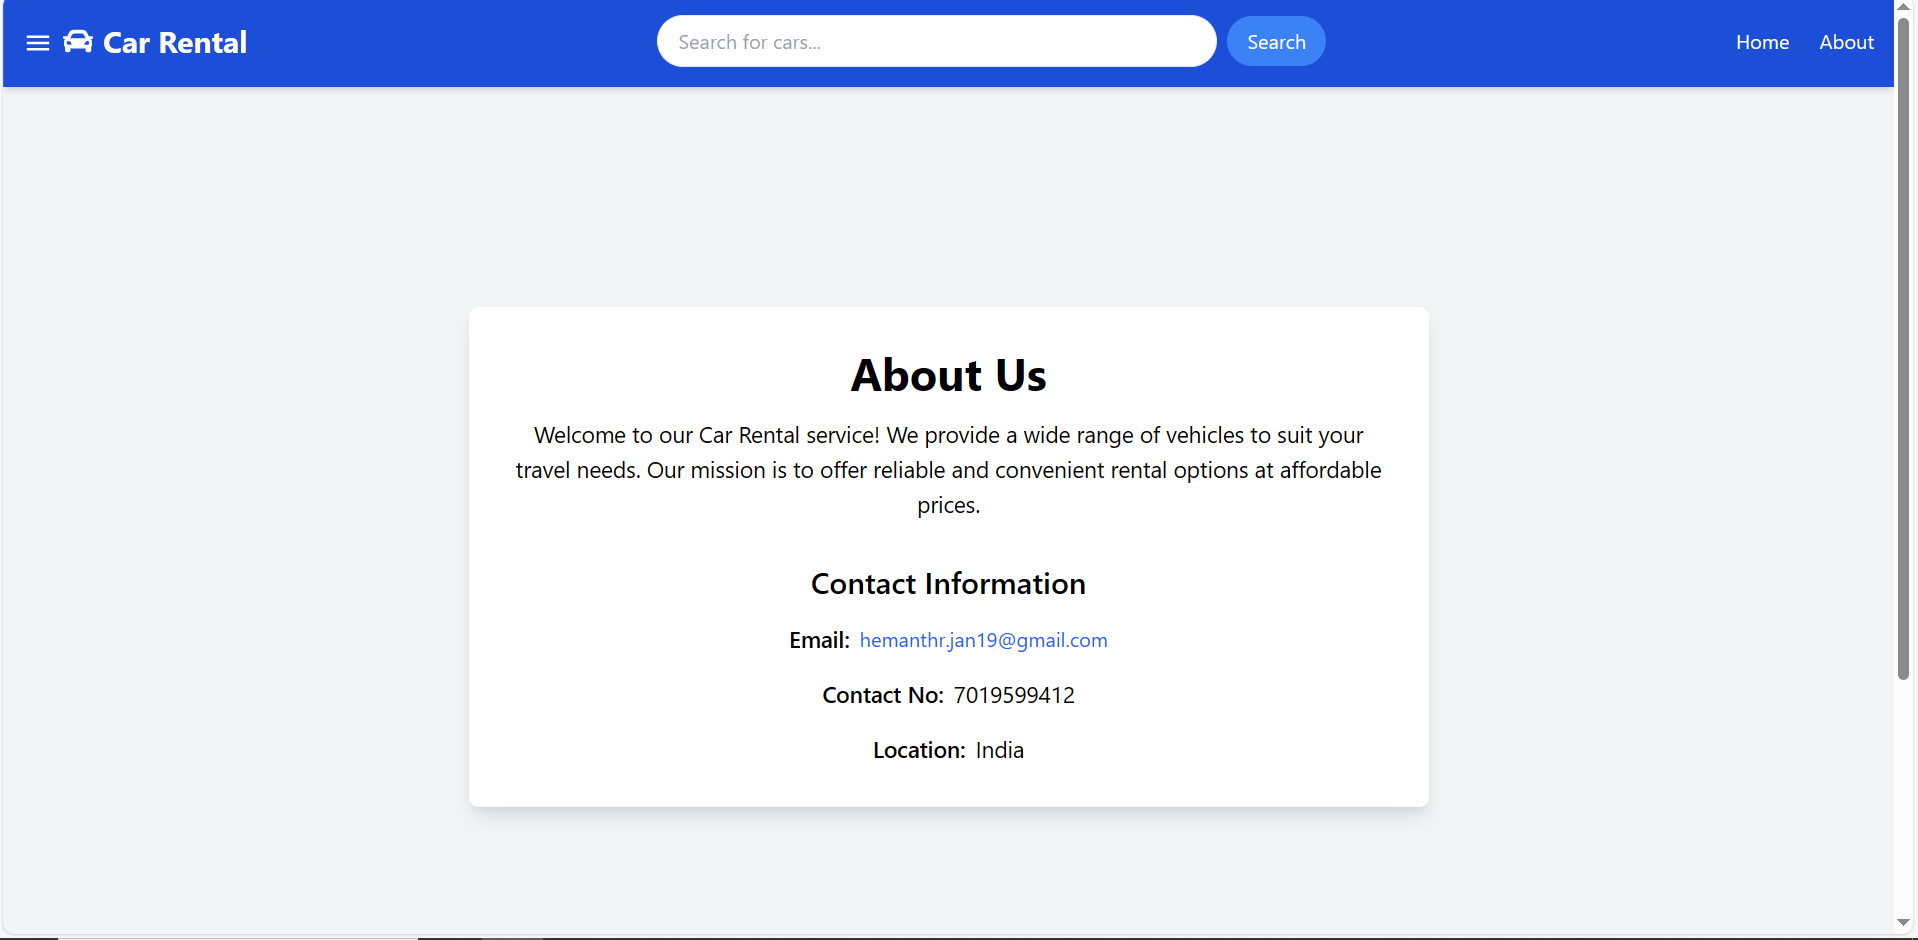 Car Rental
Search for cars...
Search
Home
About
About Us
Welcome to our Car Rental service! We provide a wide range of vehicles to suit your
travel needs. Our mission is to offer reliable and convenient rental options at affordable
prices.
Contact Information
Email: hemanthr.jan19@gmail.com
Contact No: 7019599412
Location: India